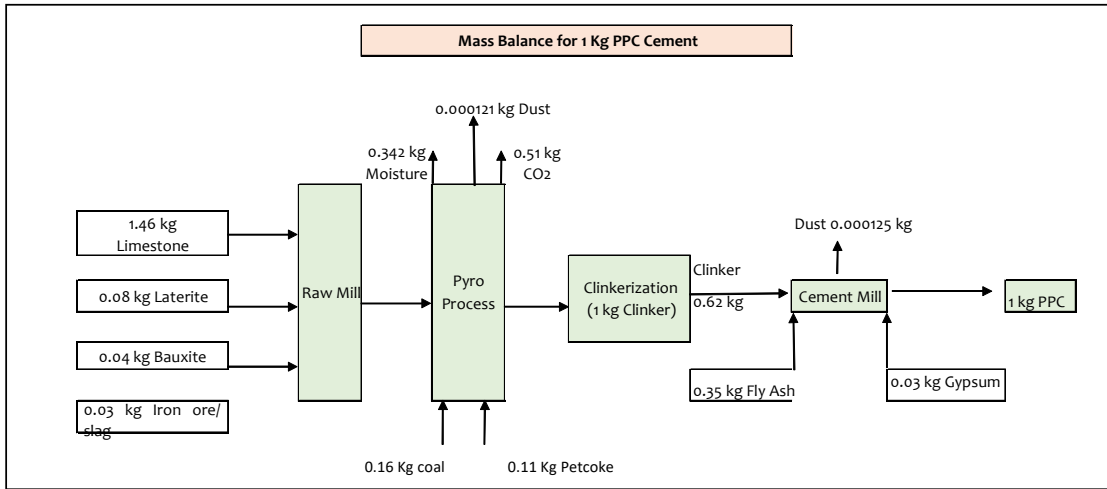 Mass Balance for 1 Kg PPC Cement
0.000121 kg Dust
0.342 kg
Moisture
0.51 kg
CO2
1.46 kg
Limestone
0.08 kg Laterite
0.04 kg Bauxite
0.03 kg Iron ore/
slag
Raw Mill
Pyro
Process
0.16 Kg coal
0.11 Kg Petcoke
Clinkerization
(1 kg Clinker)
Clinker
0.62 kg
Dust 0.000125 kg
Cement Mill
0.35 kg Fly Ash
0.03 kg Gypsum
1 kg PPC